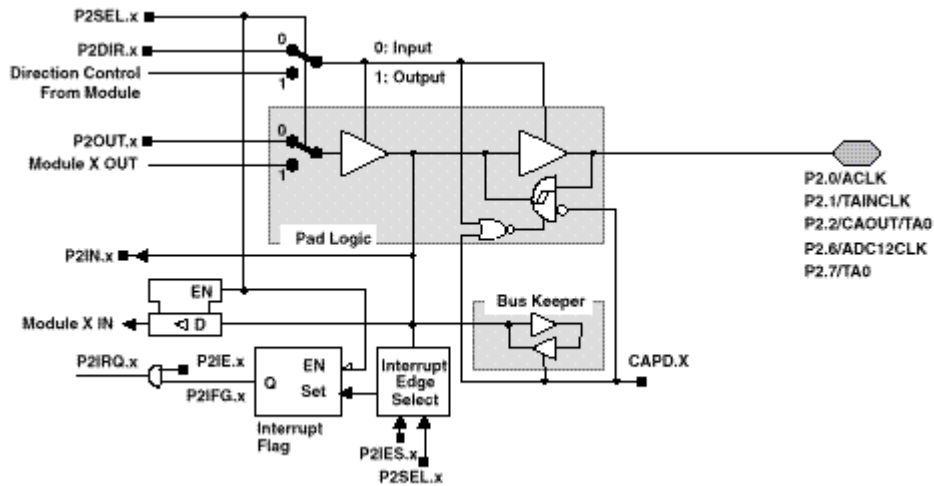 P2SEL.x
0
P2DIR.x
0: Input
Direction Control
From Module
1
1: Output
P2OUT.x
0
Module X OUT
1
P2.0/ACLK
P2.1/TAINCLK
P2.2/CAOUT/TA0
P2.6/ADC12CLK
P2.7/TA0
Pad Logic
P2IN.x
EN
Bus Keeper
Module X IN
D
P2IRQ.x
P2IE.x
EN
Interrupt
Edge
Select
CAPD.X
Q
P2IFG.x
Set
Interrupt
Flag
P2IES.x
P2SEL.x